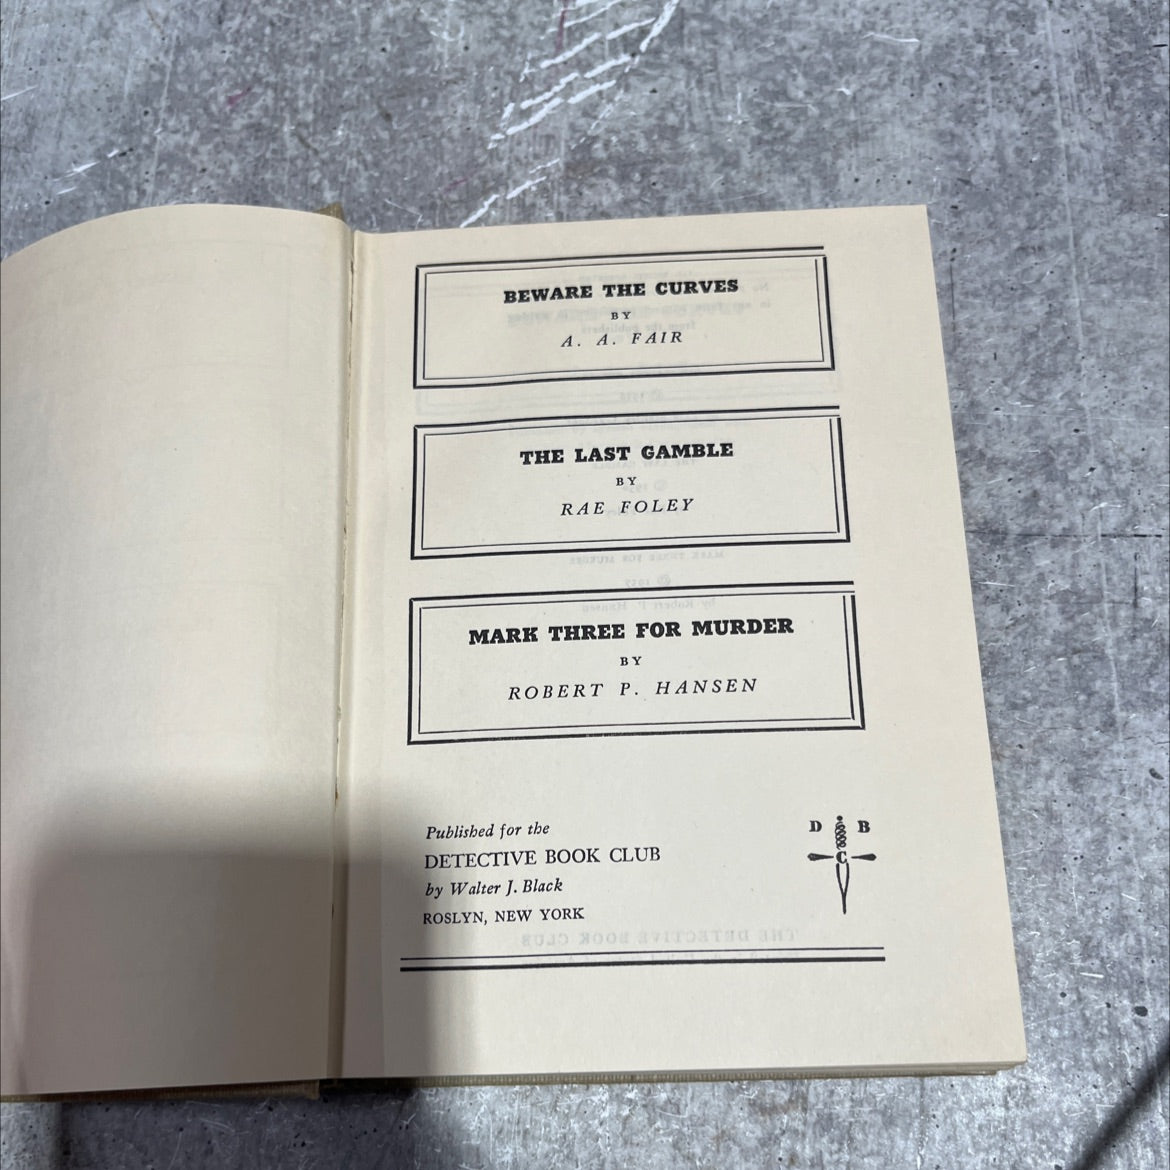 BEWARE THE CURVES
BY
A. A. FAIR
THE LAST GAMBLE
BY
RAE FOLEY
MARK THREE FOR MURDER
BY
ROBERT P. HANSEN
Published for the
DETECTIVE BOOK CLUB
by Walter J. Black
ROSLYN, NEW YORK
D B
C